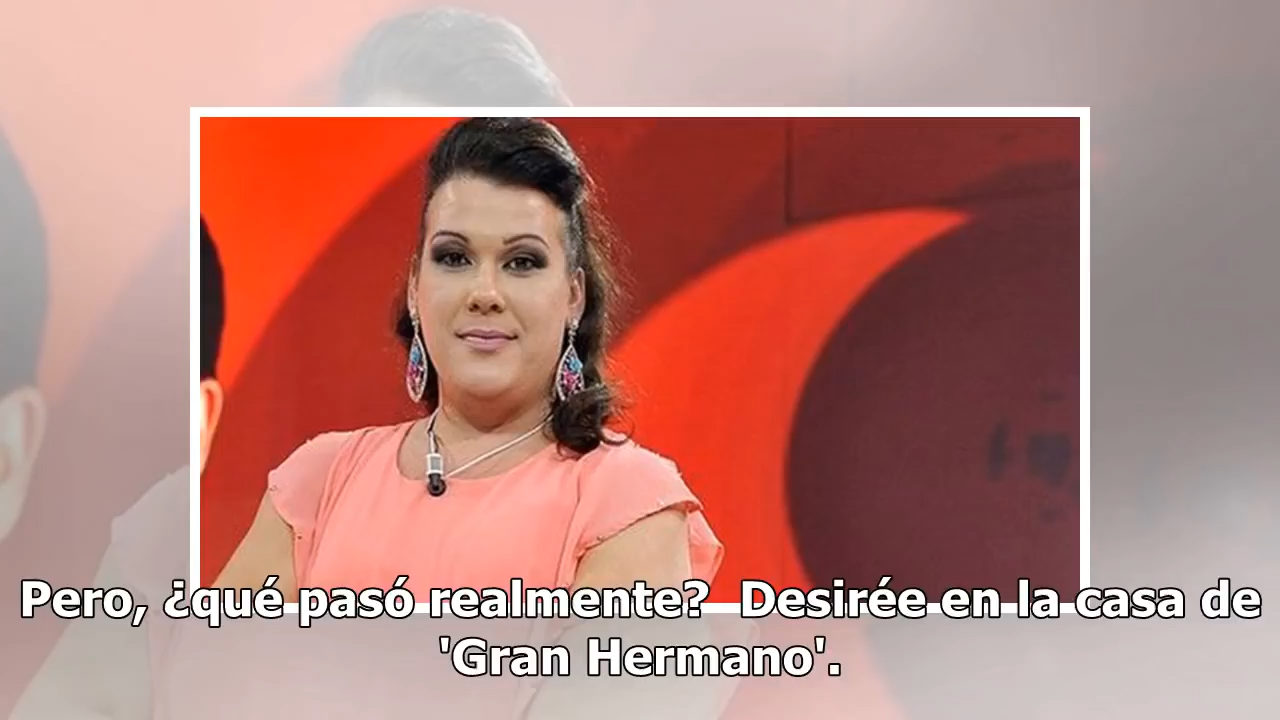 Pero, ¿qué pasó realmente?  Desirée en la casa de
'Gran Hermano'.